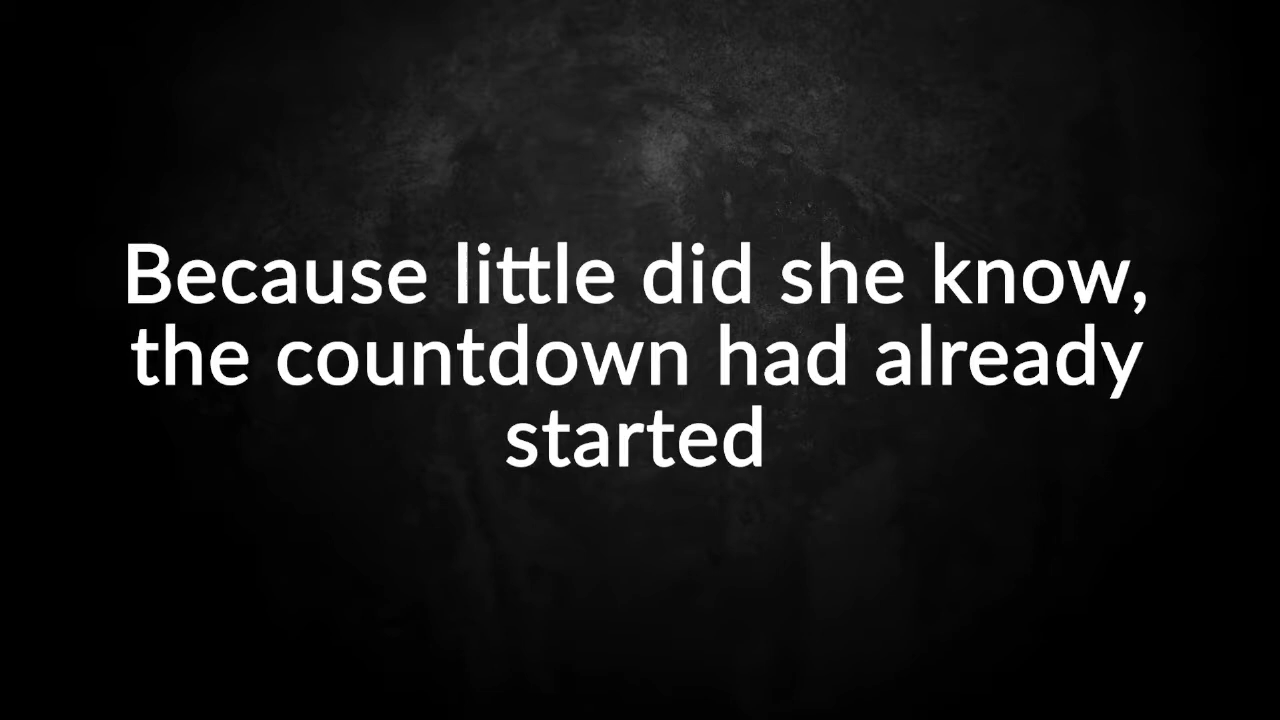 Because little did she know,
the countdown had already
started